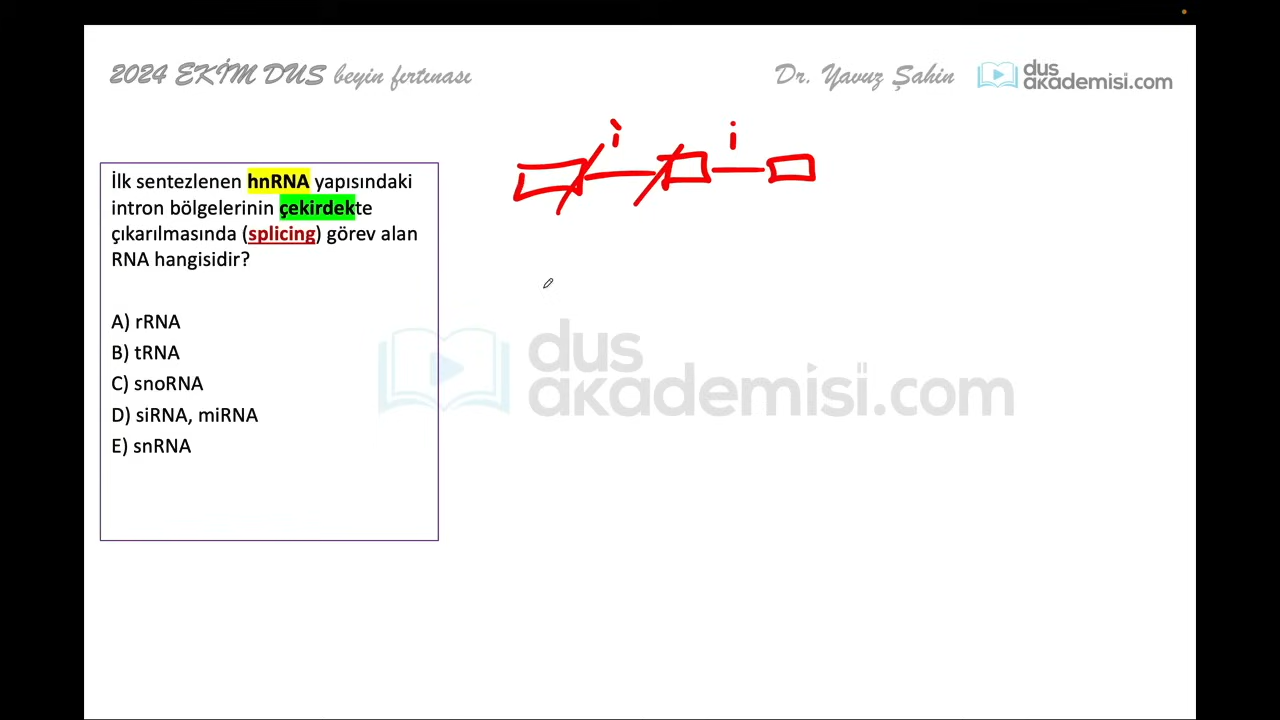 2024 EKİM DUS beyin fırtınası
Dr. Yavuz Şahin
dus
akademisi.com
i
i
İlk sentezlenen hnRNA yapısındaki
intron bölgelerinin çekirdekte
çıkarılmasında (splicing) görev alan
RNA hangisidir?
A) rRNA
B) tRNA
C) snoRNA
D) siRNA, miRNA
E) snRNA
dus
akademisi.com